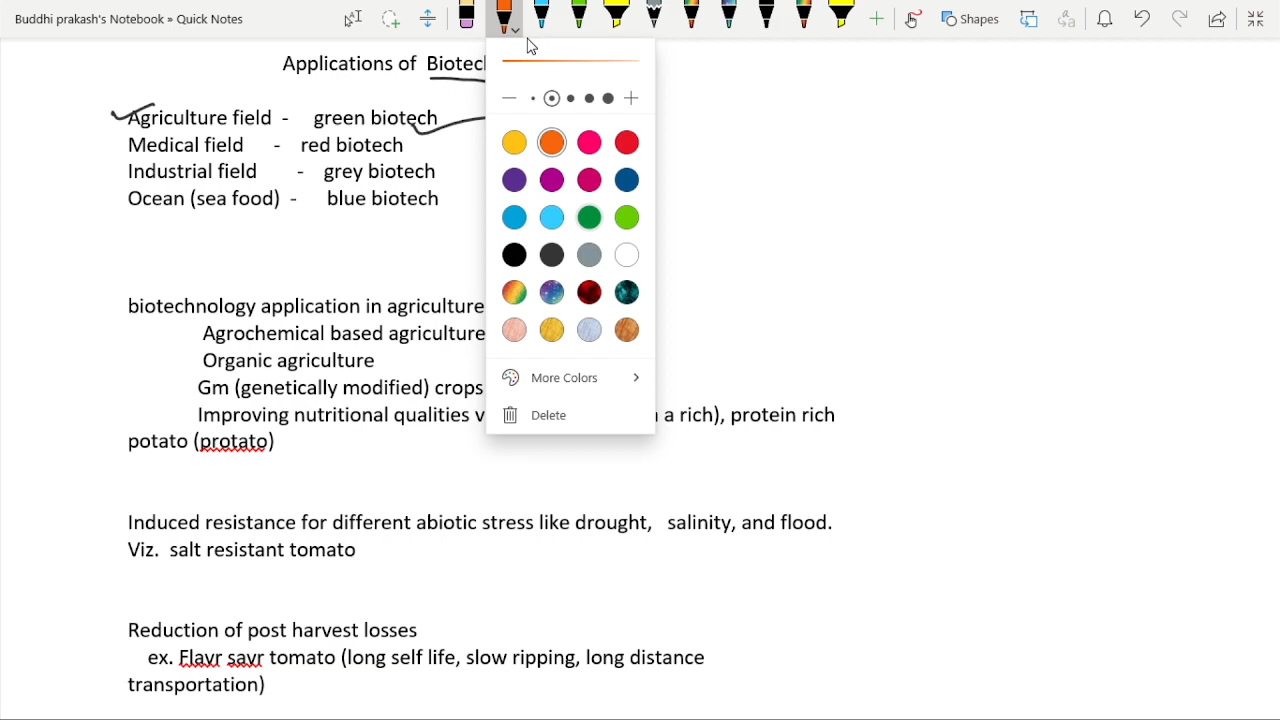 Buddhi prakash's Notebook » Quick Notes
Shapes
Applications of Biotec
Agriculture field - green biotech
Medical field - red biotech
Industrial field - grey biotech
Ocean (sea food) - blue biotech
biotechnology application in agriculture
Agrochemical based agriculture
Organic agriculture
Gm (genetically modified) crops
More Colors
Improving nutritional qualities a rich), protein rich
Delete
potato (protato)
Induced resistance for different abiotic stress like drought, salinity, and flood.
Viz. salt resistant tomato
Reduction of post harvest losses
ex. Flavr savr tomato (long self life, slow ripping, long distance
transportation)